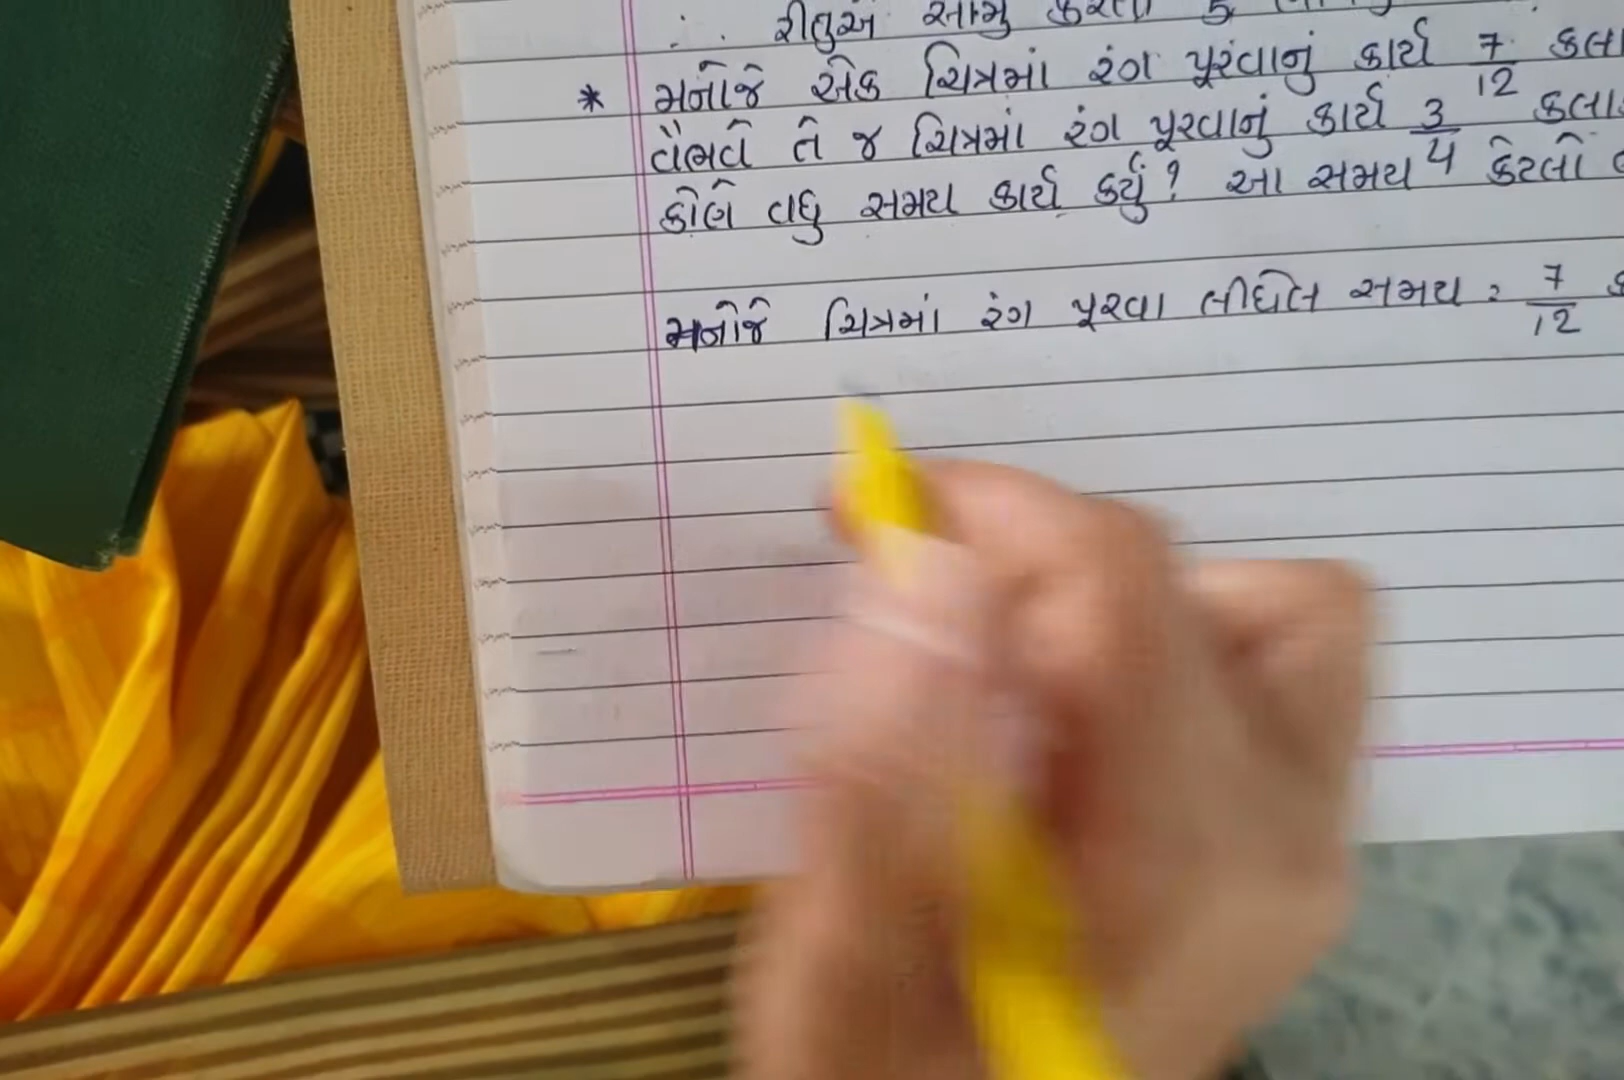 ∴ રીતુએ
* મનોજે એક ચિત્રમાં રંગ પૂરવાનું કાર્ય 7/12 કલા
વૈભવે તે જ ચિત્રમાં રંગ પૂરવાનું કાર્ય 3/4 કલા
કોણે વધુ સમય કાર્ય કર્યું? આ સમય કેટલો
મનોજે ચિત્રમાં રંગ પૂરવા લીધેલ સમય = 7/12 ક